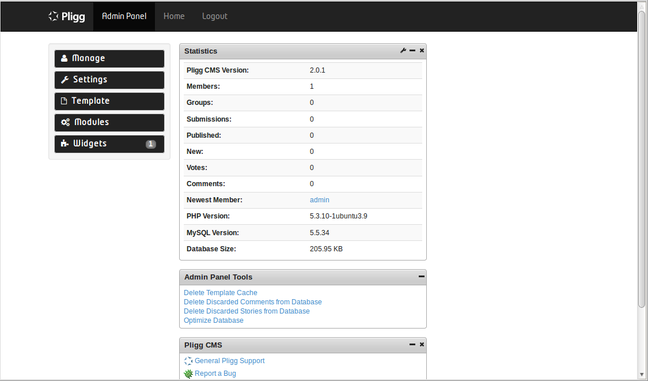 Pligg Admin Panel Home Logout
Manage
Settings
Template
Modules
Widgets 1
Statistics
Pligg CMS Version: 2.0.1
Members: 1
Groups: 0
Submissions: 0
Published: 0
New: 0
Votes: 0
Comments: 0
Newest Member: admin
PHP Version: 5.3.10-1ubuntu3.9
MySQL Version: 5.5.34
Database Size: 205.95 KB
Admin Panel Tools
Delete Template Cache
Delete Discarded Comments from Database
Delete Discarded Stories from Database
Optimize Database
Pligg CMS
General Pligg Support
Report a Bug